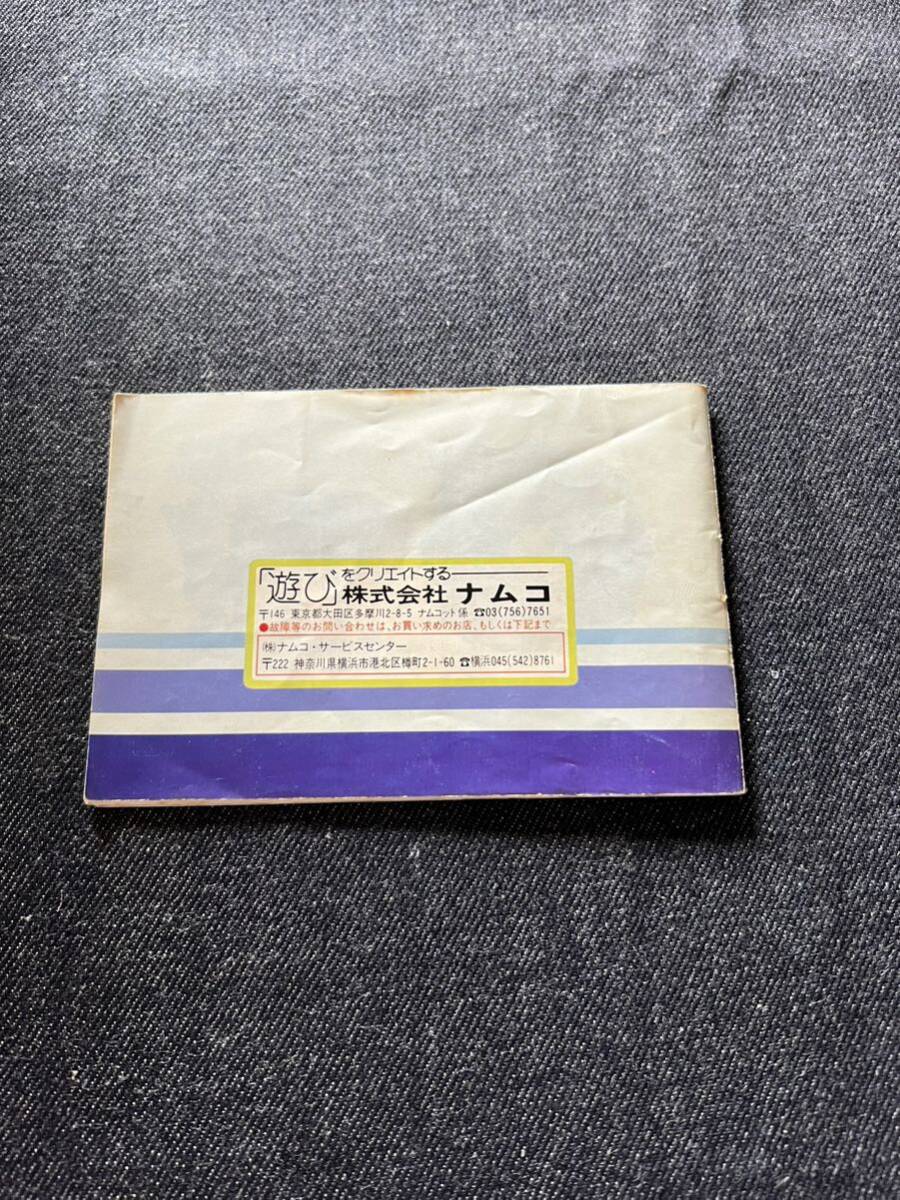 「遊び」をクリエイトする
株式会社 ナムコ
〒146 東京都大田区多摩川2-8-5 ナムコット係 ☎03(756)7651
●故障等のお問い合わせは、お買い求めのお店、もしくは下記まで
㈱ナムコ・サービスセンター
〒222 神奈川県横浜市港北区樽町2-1-60 ☎横浜045(542)8761